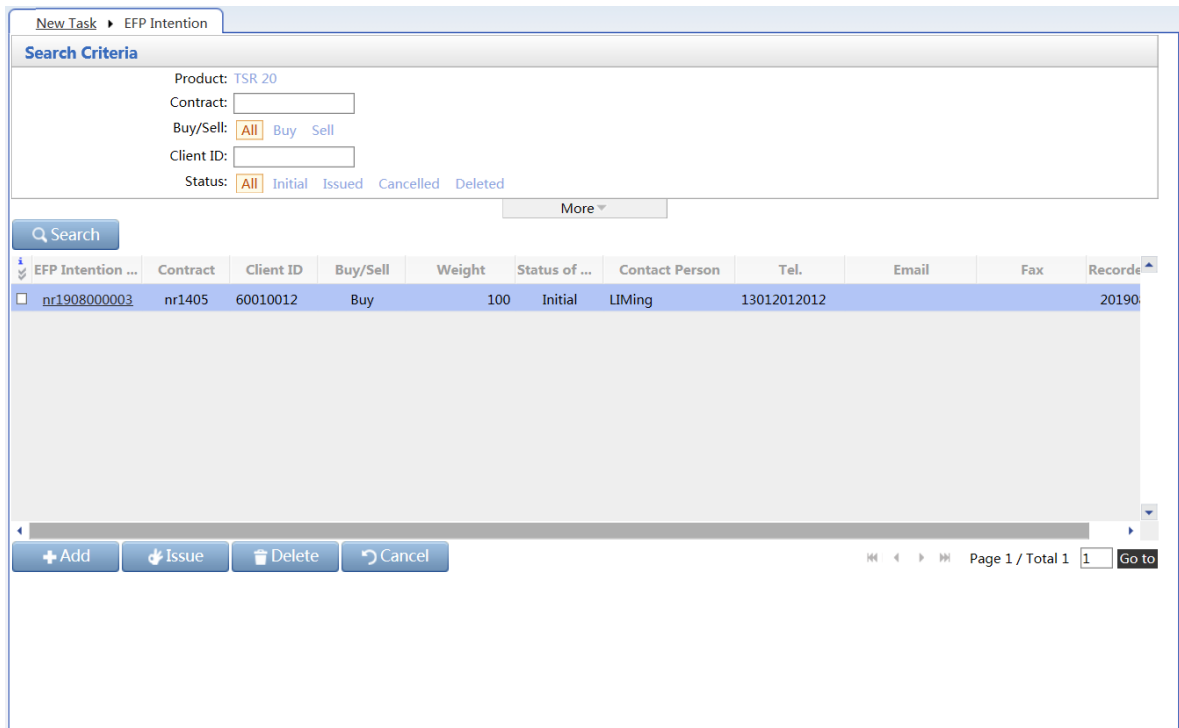 New Task EFP Intention
Search Criteria
Product: TSR 20
Contract:
Buy/Sell: All Buy Sell
Client ID:
Status: All Initial Issued Cancelled Deleted
More
Search
EFP Intention ... Contract Client ID Buy/Sell Weight Status of ... Contact Person Tel. Email Fax Recorde
nr1908000003 nr1405 60010012 Buy 100 Initial LIMing 13012012012 20190
Add Issue Delete Cancel Page 1 / Total 1 1 Go to